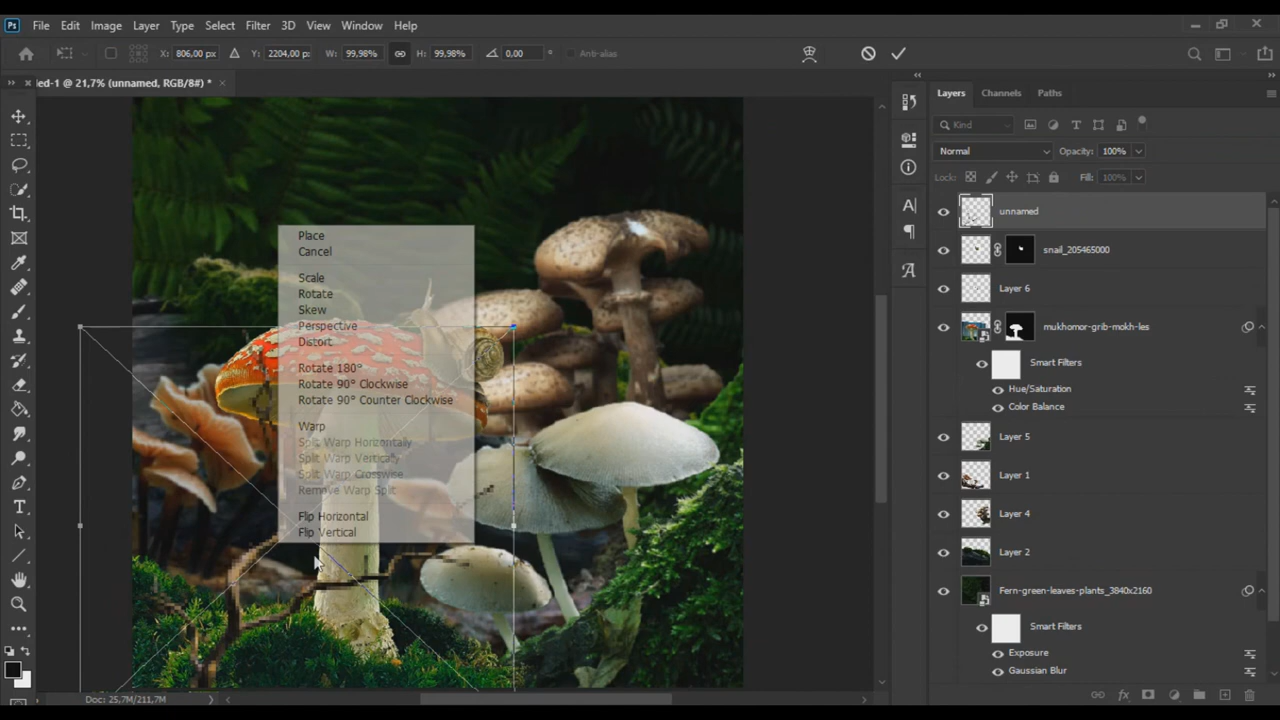 Ps File Edit Image Layer Type Select Filter 3D View Window Help
X: 806,00 px Y: 2204,00 px W: 99,98% H: 99,98% 0,00 ° Anti-alias
led-1 @ 21,7% (unnamed, RGB/8#) * ×
Place
Cancel
Scale
Rotate
Skew
Perspective
Distort
Rotate 180°
Rotate 90° Clockwise
Rotate 90° Counter Clockwise
Warp
Split Warp Horizontally
Split Warp Vertically
Split Warp Crosswise
Remove Warp Split
Flip Horizontal
Flip Vertical
Layers Channels Paths
Kind
Normal Opacity: 100%
Lock: Fill: 100%
unnamed
snail_205465000
Layer 6
mukhomor-grib-mokh-les
Smart Filters
Hue/Saturation
Color Balance
Layer 5
Layer 1
Layer 4
Layer 2
Fern-green-leaves-plants_3840x2160
Smart Filters
Exposure
Gaussian Blur
Doc: 25,7M/211,7M